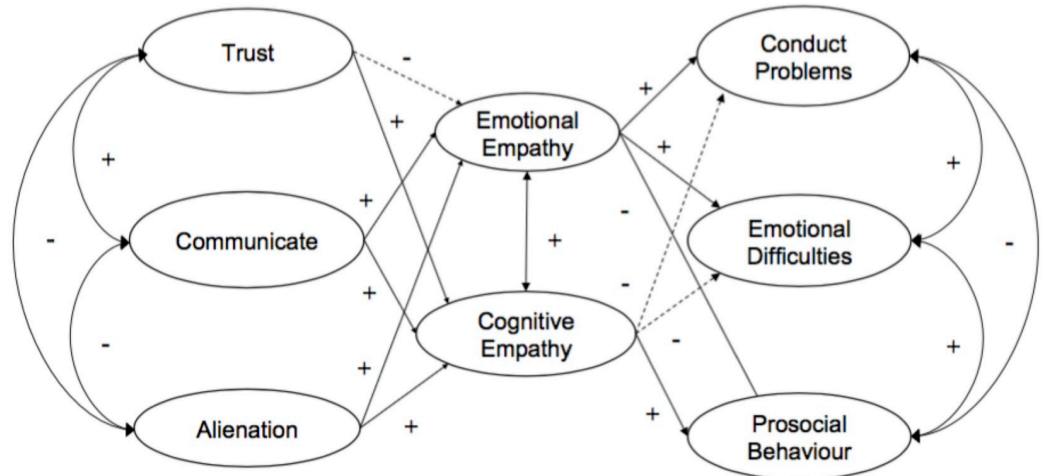 Trust
Communicate
Alienation
Emotional
Empathy
Cognitive
Empathy
Conduct
Problems
Emotional
Difficulties
Prosocial
Behaviour
-
+
+
-
-
+
+
+
+
+
+
+
-
-
-
+
+
+
-